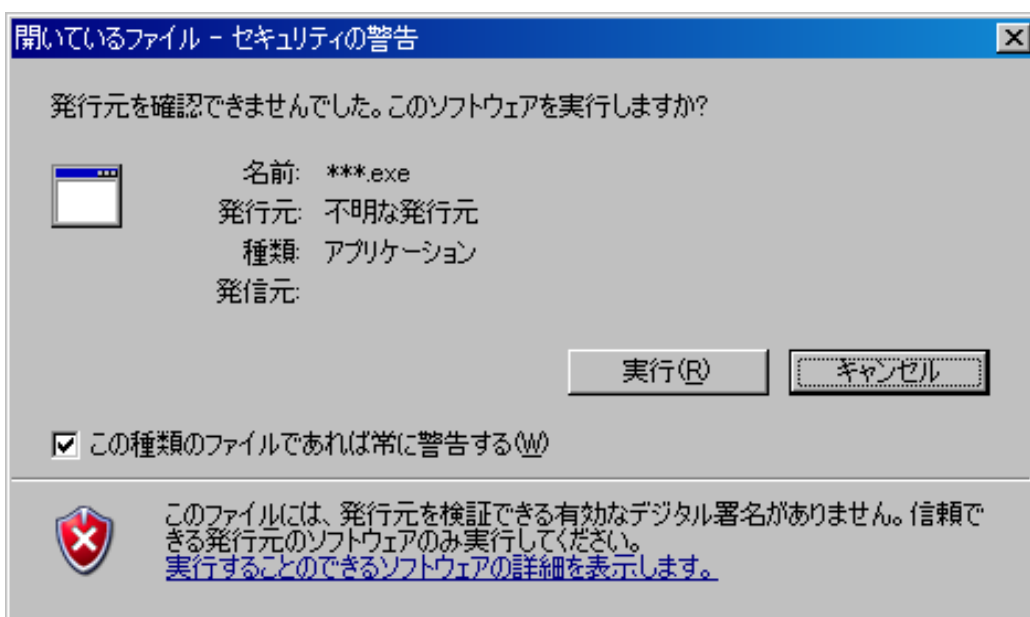 開いているファイル - セキュリティの警告
発行元を確認できませんでした。このソフトウェアを実行しますか?
名前: ***.exe
発行元: 不明な発行元
種類: アプリケーション
発信元:
実行(R) キャンセル
この種類のファイルであれば常に警告する(W)
このファイルには、発行元を検証できる有効なデジタル署名がありません。信頼で
きる発行元のソフトウェアのみ実行してください。
実行することのできるソフトウェアの詳細を表示します。